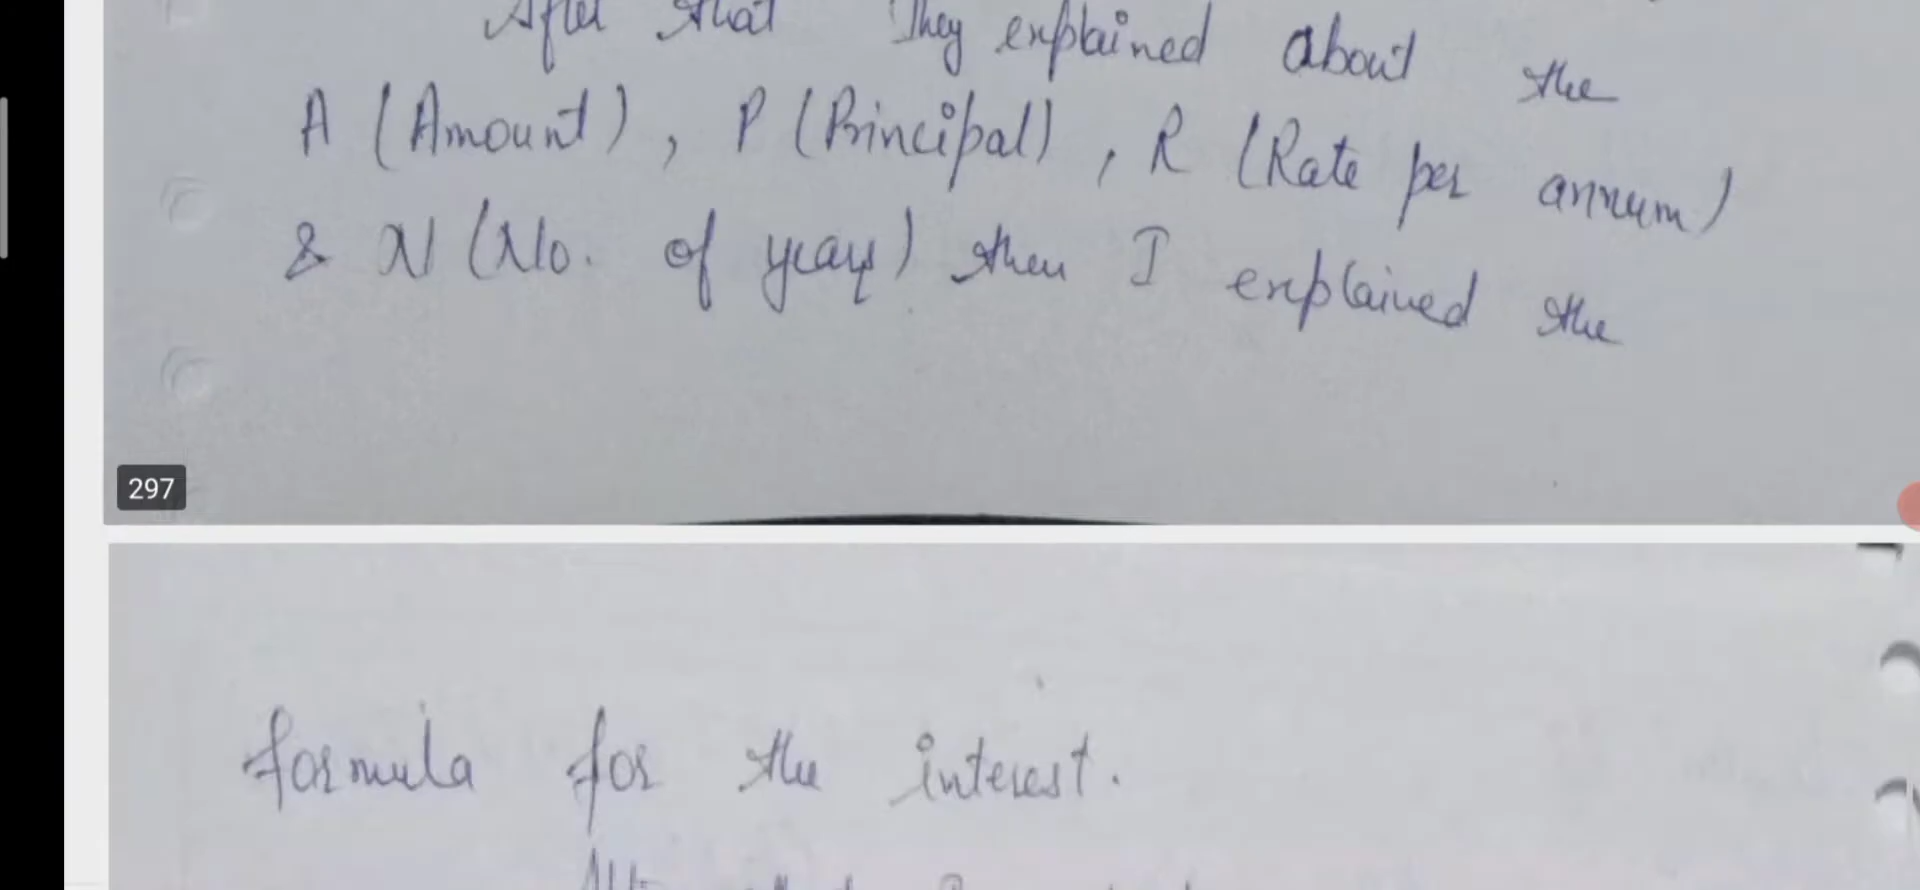 After that They explained about the
A (Amount), P (Principal), R (Rate per annum)
& N (No. of years) then I explained the
297
formula for the interest.